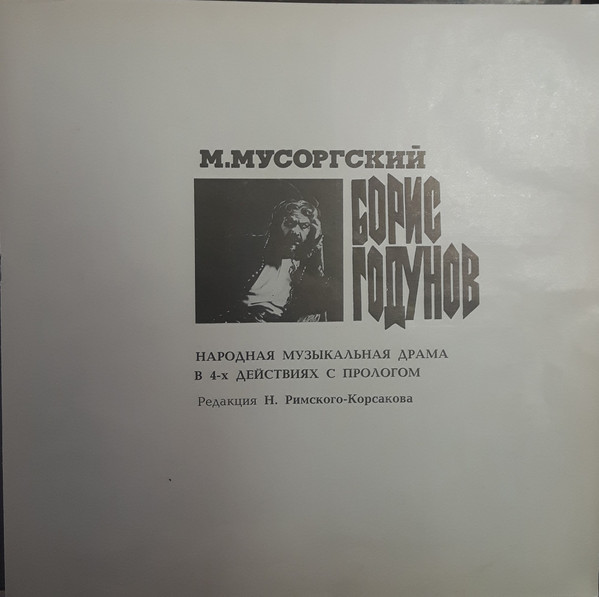 М.МУСОРГСКИЙ
БОРИС
ГОДУНОВ
НАРОДНАЯ МУЗЫКАЛЬНАЯ ДРАМА
В 4-х ДЕЙСТВИЯХ С ПРОЛОГОМ
Редакция Н. Римского-Корсакова